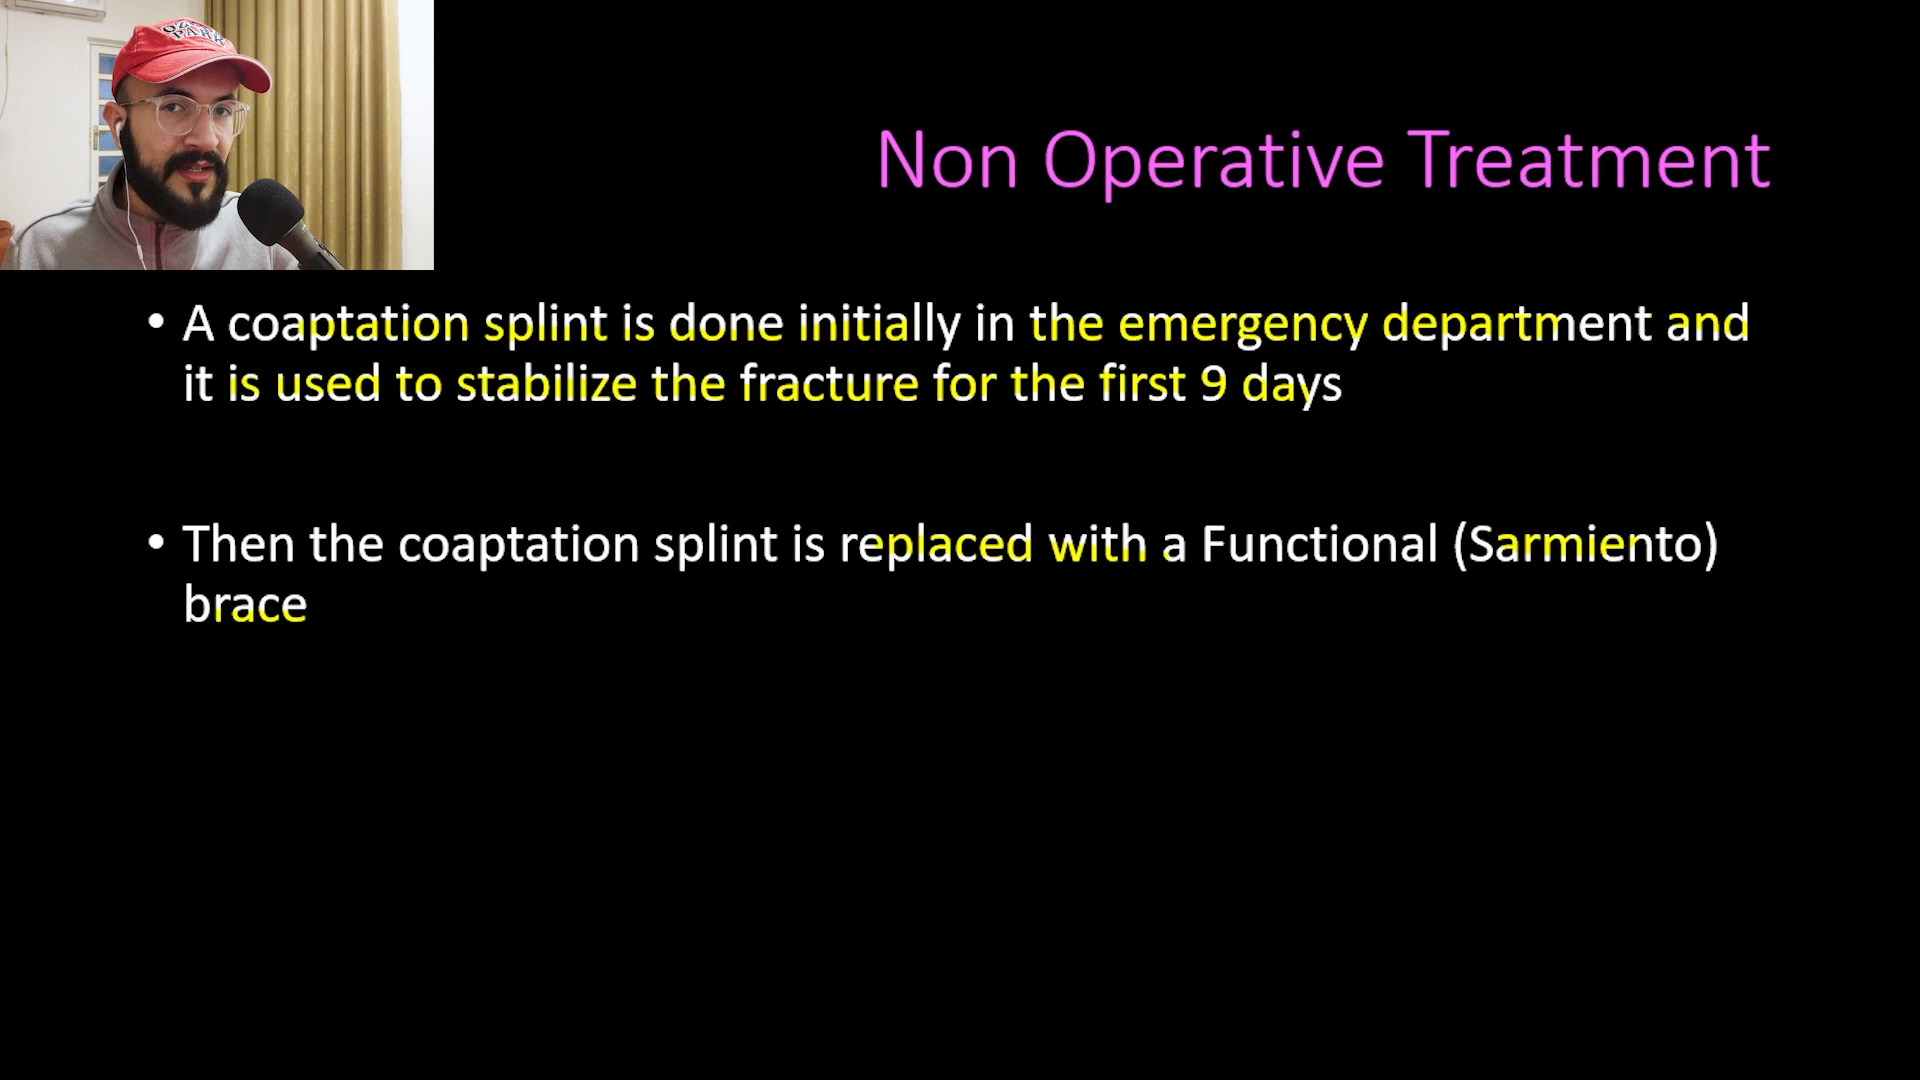 Non Operative Treatment
• A coaptation splint is done initially in the emergency department and
it is used to stabilize the fracture for the first 9 days
• Then the coaptation splint is replaced with a Functional (Sarmiento)
brace